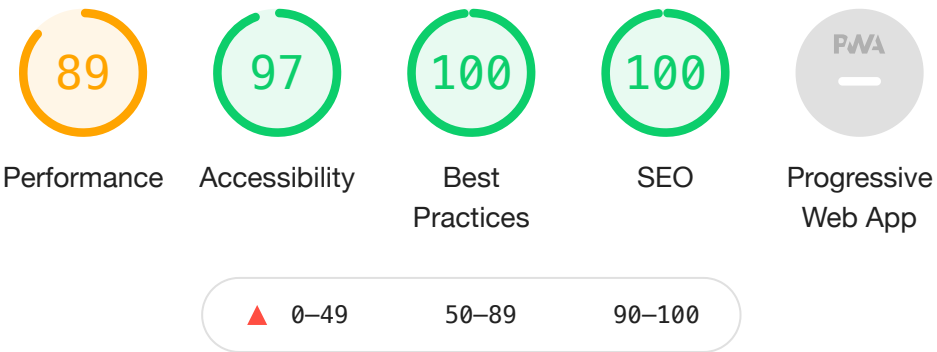 89
97
100
100
PWA
Performance
Accessibility
Best
Practices
SEO
Progressive
Web App
0–49
50–89
90–100